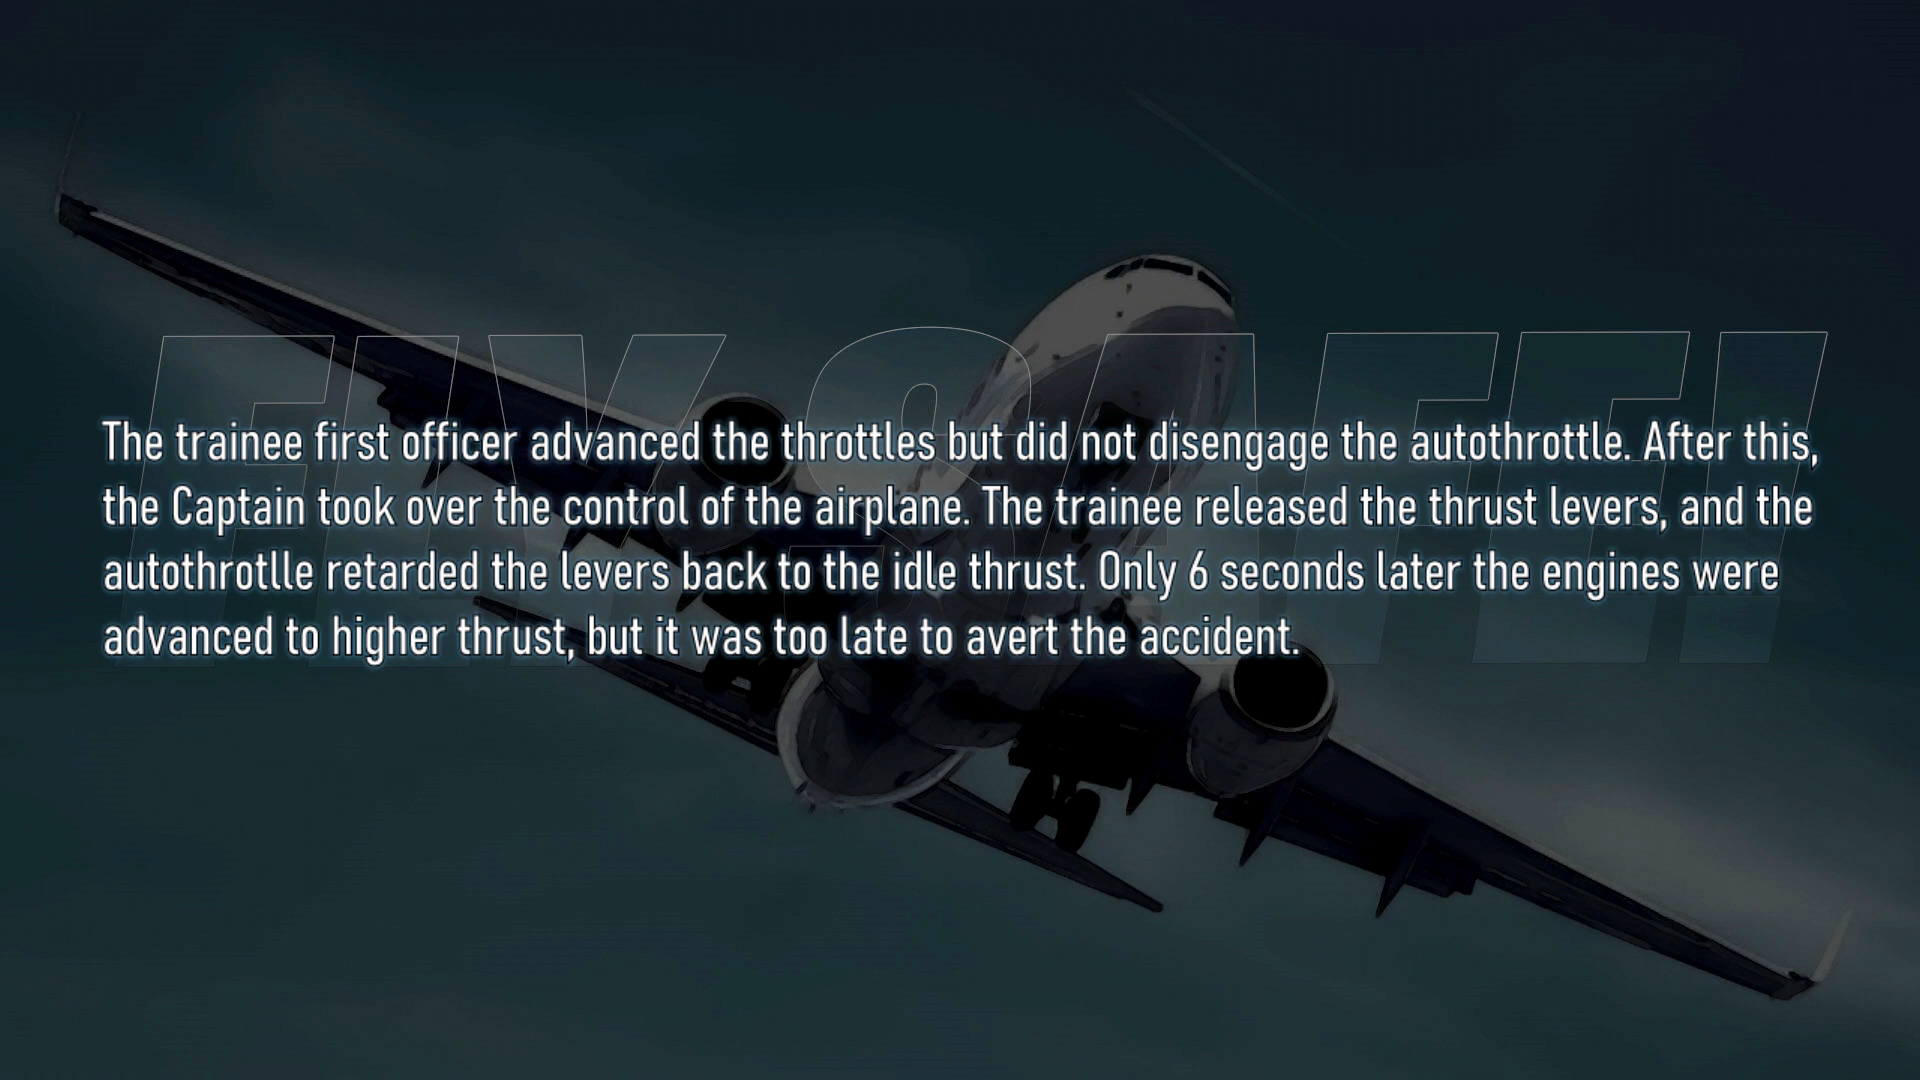 FLY SAFE!
The trainee first officer advanced the throttles but did not disengage the autothrottle. After this,
the Captain took over the control of the airplane. The trainee released the thrust levers, and the
autothrotlle retarded the levers back to the idle thrust. Only 6 seconds later the engines were
advanced to higher thrust, but it was too late to avert the accident.